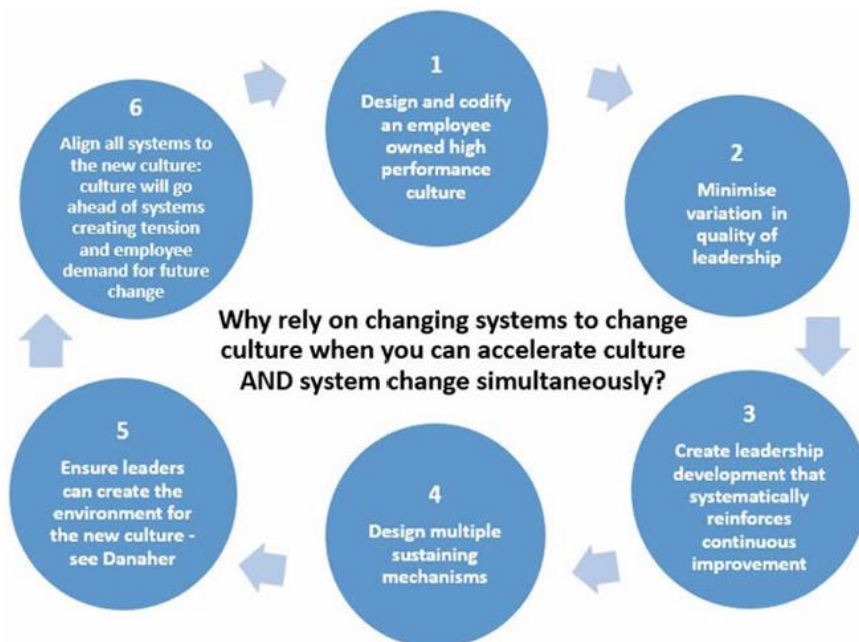 1
Design and codify
an employee
owned high
performance
culture
2
Minimise
variation in
quality of
leadership
3
Create leadership
development that
systematically
reinforces
continuous
improvement
4
Design multiple
sustaining
mechanisms
5
Ensure leaders
can create the
environment for
the new culture -
see Danaher
6
Align all systems to
the new culture:
culture will go
ahead of systems
creating tension
and employee
demand for future
change
Why rely on changing systems to change
culture when you can accelerate culture
AND system change simultaneously?